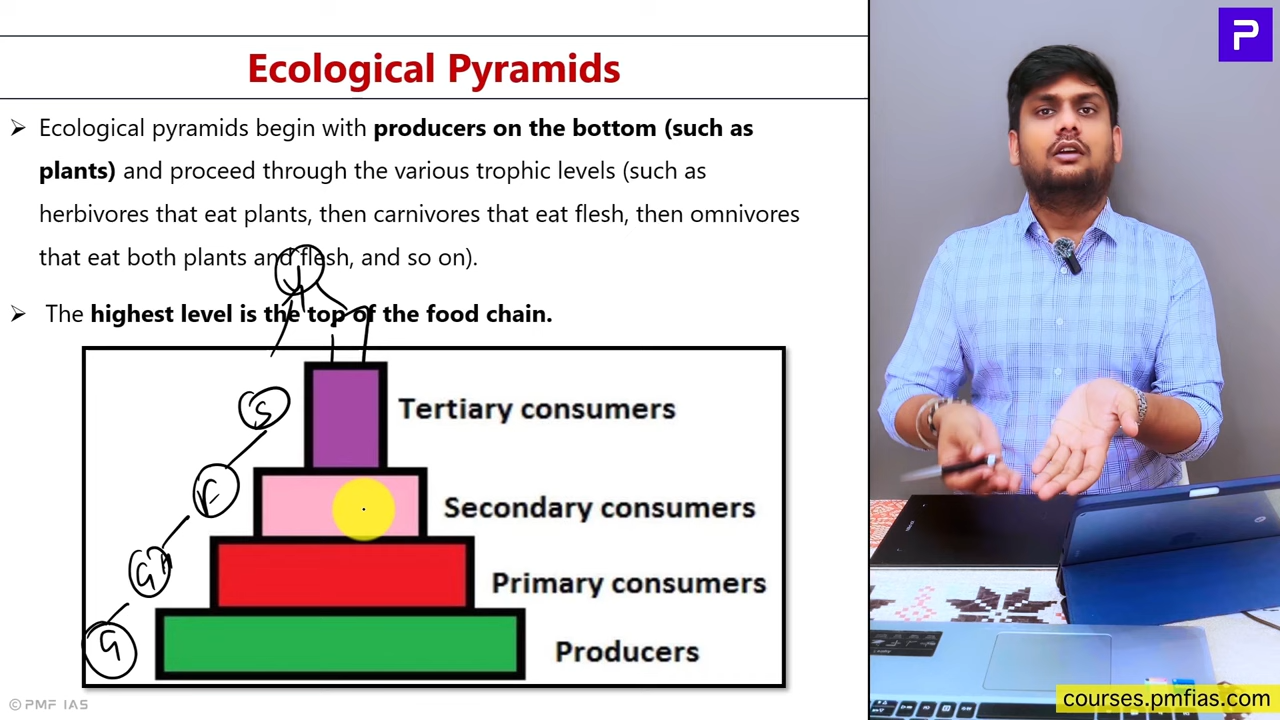 P
Ecological Pyramids
➢ Ecological pyramids begin with producers on the bottom (such as
plants) and proceed through the various trophic levels (such as
herbivores that eat plants, then carnivores that eat flesh, then omnivores
that eat both plants and flesh, and so on).
➢ The highest level is the top of the food chain.
S
Tertiary consumers
Secondary consumers
Primary consumers
G
Producers
© PMF IAS
courses.pmfias.com